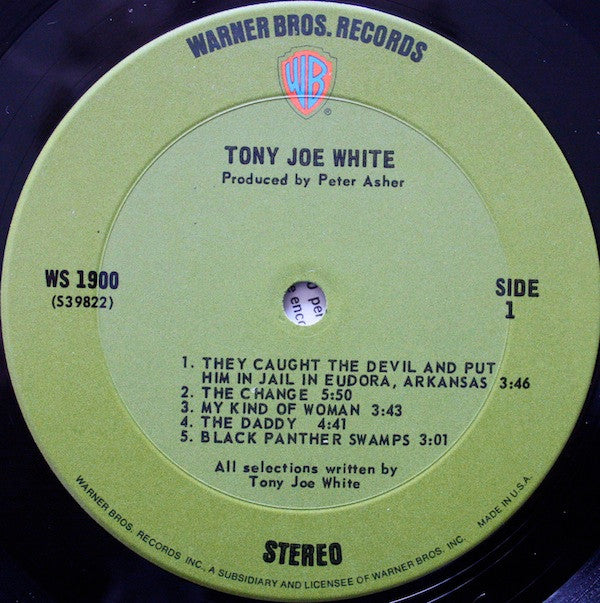 WARNER BROS. RECORDS
WB
®
TONY JOE WHITE
Produced by Peter Asher
WS 1900
(S39822)
SIDE
1
per
enco
1. THEY CAUGHT THE DEVIL AND PUT
HIM IN JAIL IN EUDORA, ARKANSAS 3:46
2. THE CHANGE 5:50
3. MY KIND OF WOMAN 3:43
4. THE DADDY 4:41
5. BLACK PANTHER SWAMPS 3:01
All selections written by
Tony Joe White
STEREO
WARNER BROS. RECORDS INC., A SUBSIDIARY AND LICENSEE OF WARNER BROS. INC. MADE IN U.S.A.